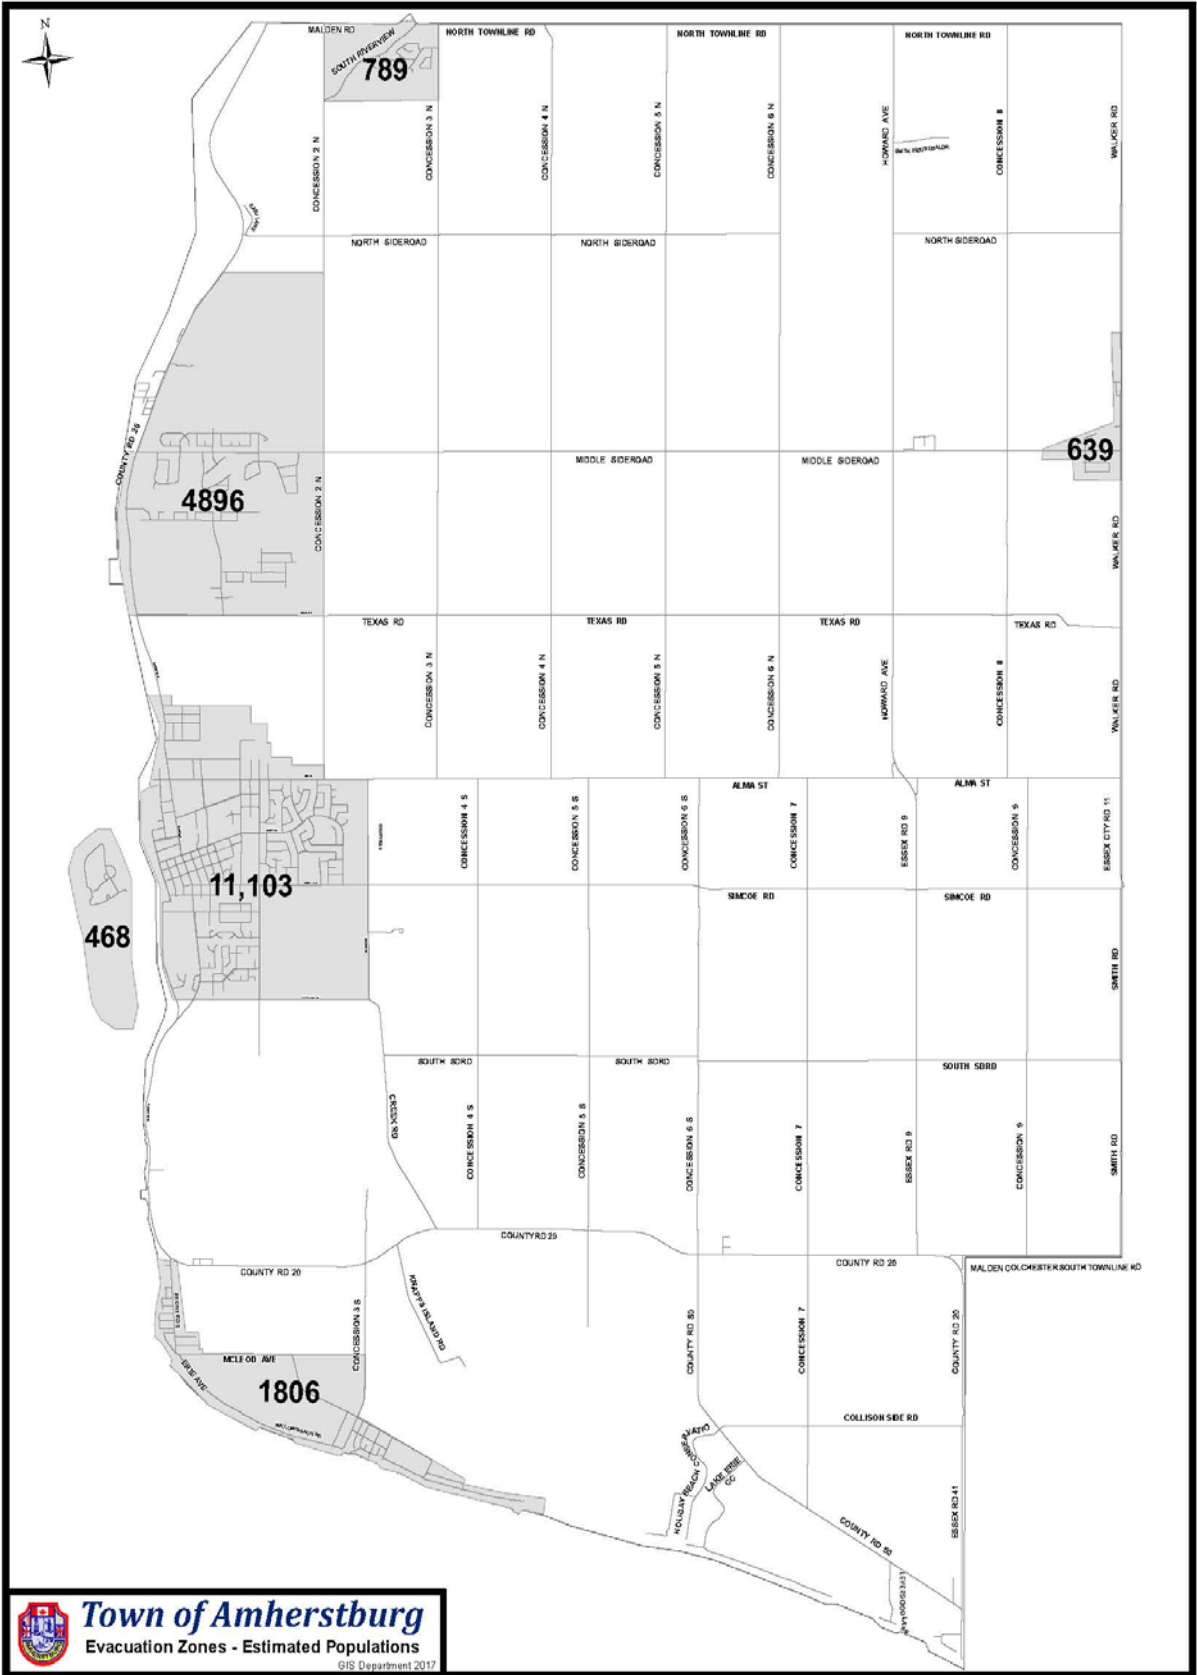 N
MALDEN RD
NORTH TOWNLINE RD
NORTH TOWNLINE RD
NORTH TOWNLINE RD
SOUTH RIVERVIEW
789
CONCESSION 2 N
CONCESSION 3 N
CONCESSION 4 N
CONCESSION 5 N
CONCESSION 6 N
HOWARD AVE
CONCESSION 8
WALKER RD
NORTH SIDEROAD
NORTH SIDEROAD
NORTH SIDEROAD
COUNTY RD 20
639
MIDDLE SIDEROAD
MIDDLE SIDEROAD
4896
CONCESSION 2 N
WALKER RD
TEXAS RD
TEXAS RD
TEXAS RD
TEXAS RD
CONCESSION 3 N
CONCESSION 4 N
CONCESSION 5 N
CONCESSION 6 N
HOWARD AVE
CONCESSION 8
WALKER RD
ALMA ST
ALMA ST
CONCESSION 4 S
CONCESSION 5 S
CONCESSION 6 S
CONCESSION 7
ESSEX RD 9
CONCESSION 9
ESSEX CTY RD 11
11,103
SIMCOE RD
SIMCOE RD
468
SMITH RD
SOUTH SDRD
SOUTH SDRD
SOUTH SDRD
CREEK RD
CONCESSION 4 S
CONCESSION 5 S
CONCESSION 6 S
CONCESSION 7
ESSEX RD 9
CONCESSION 9
SMITH RD
COUNTY RD 20
COUNTY RD 20
COUNTY RD 20
MALDEN COLCHESTER SOUTH TOWNLINE RD
KNAPPS ISLAND RD
CONCESSION 3 S
COUNTY RD 50
CONCESSION 7
COUNTY RD 20
MCLEOD AVE
ERIE AVE
1806
COLLISON SIDE RD
HOLIDAY BEACH CONSERVATIO
LAKE ERIE
CC
COUNTY RD 50
ESSEX RD 41
Town of Amherstburg
Evacuation Zones - Estimated Populations
GIS Department 2017